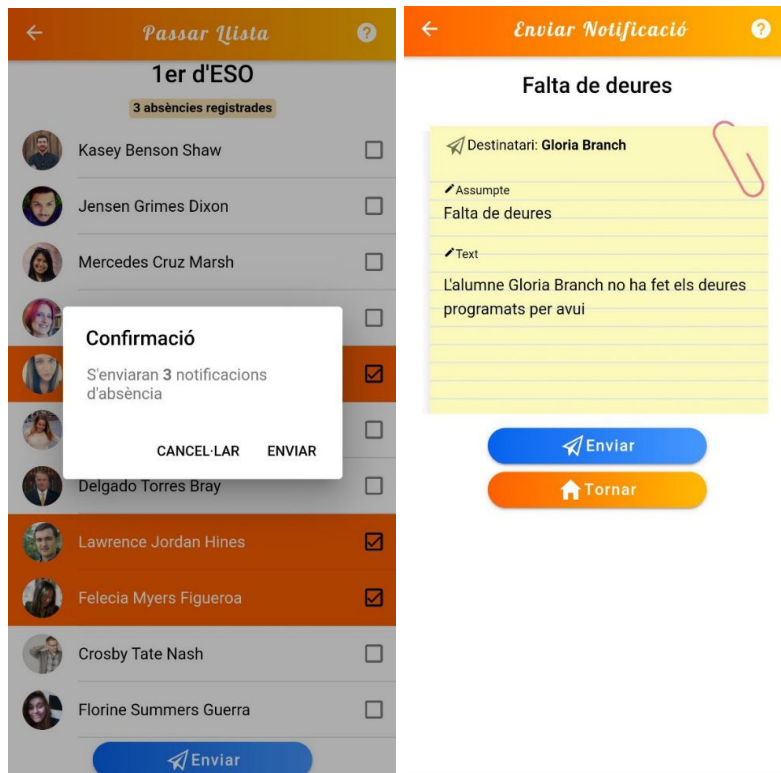 Passar Llista
?
1er d'ESO
3 absències registrades
Kasey Benson Shaw
Jensen Grimes Dixon
Mercedes Cruz Marsh
Confirmació
S'enviaran 3 notificacions
d'absència
CANCEL·LAR ENVIAR
Delgado Torres Bray
Lawrence Jordan Hines
Felecia Myers Figueroa
Crosby Tate Nash
Florine Summers Guerra
Enviar
Enviar Notificació
?
Falta de deures
Destinatari: Gloria Branch
Assumpte
Falta de deures
Text
L'alumne Gloria Branch no ha fet els deures
programats per avui
Enviar
Tornar